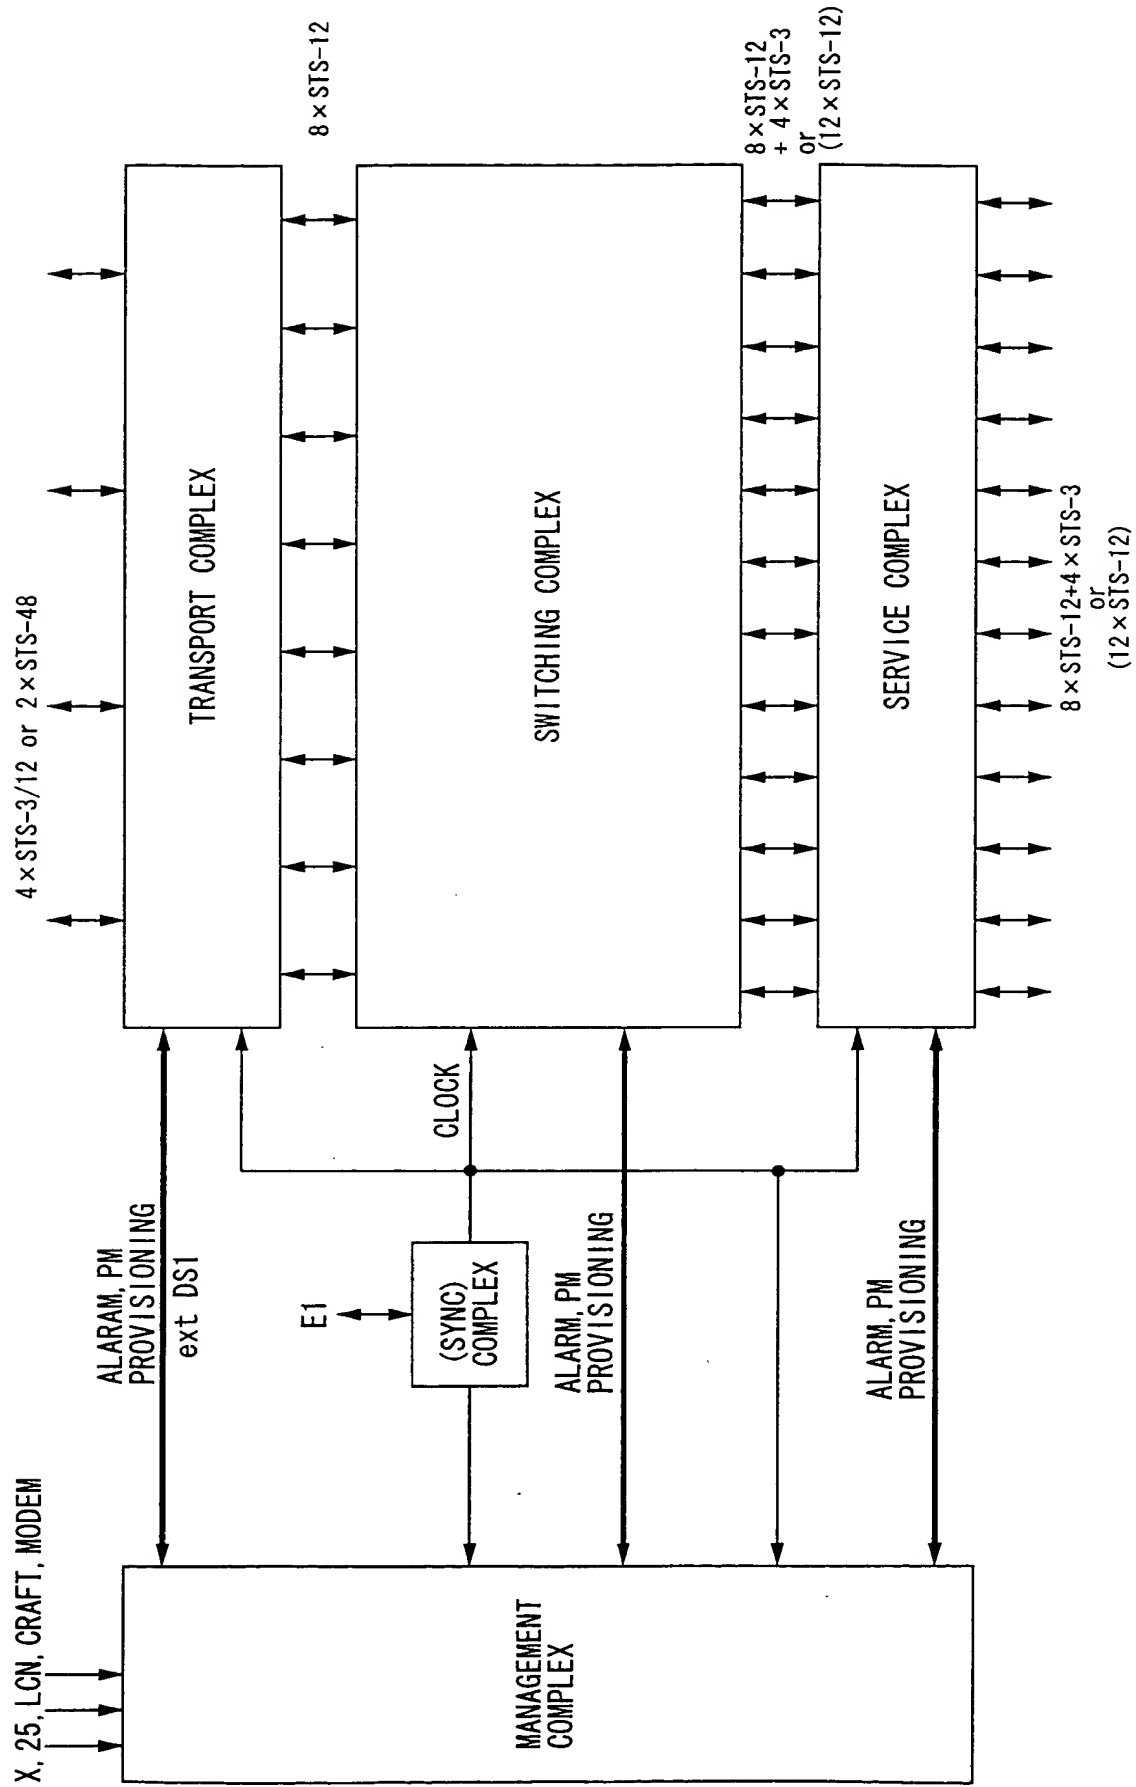 X, 25, LCN, CRAFT, MODEM
MANAGEMENT
COMPLEX
ALARAM, PM
PROVISIONING
ext DS1
E1
(SYNC)
COMPLEX
CLOCK
ALARM, PM
PROVISIONING
ALARM, PM
PROVISIONING
4×STS-3/12 or 2×STS-48
TRANSPORT COMPLEX
8×STS-12
SWITCHING COMPLEX
8×STS-12
+ 4×STS-3
or
(12×STS-12)
SERVICE COMPLEX
8×STS-12+4×STS-3
or
(12×STS-12)